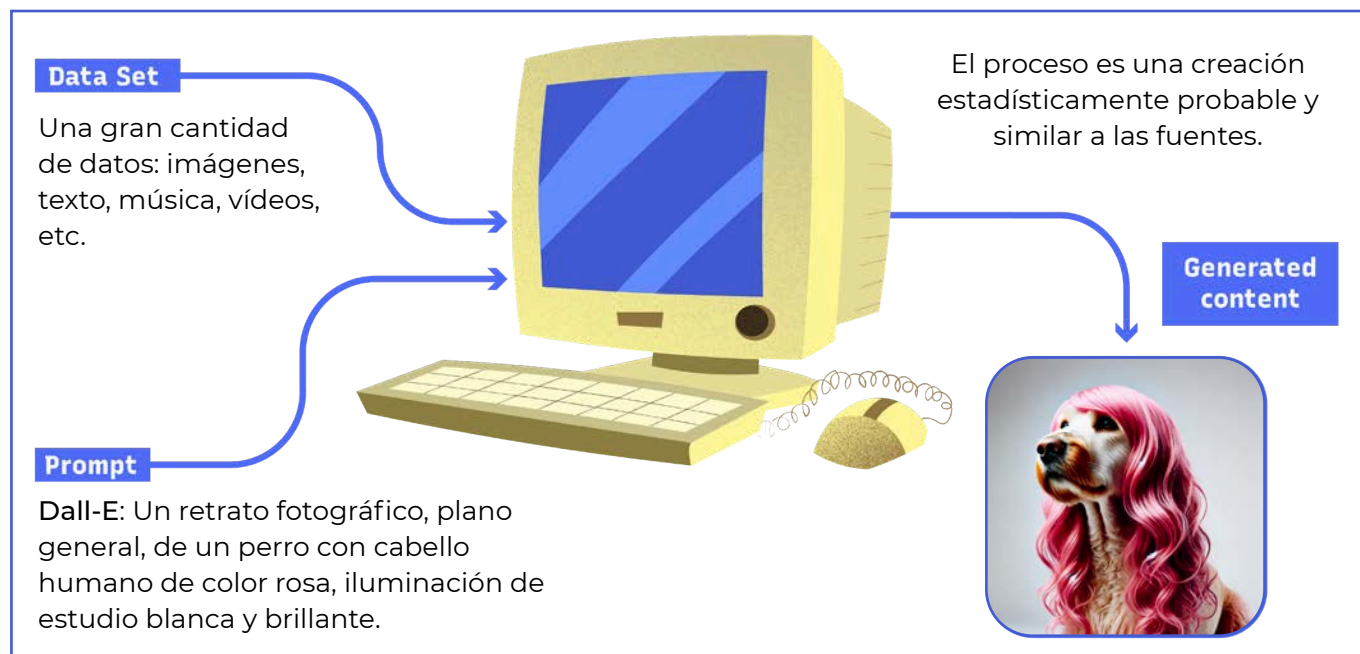 Data Set
Una gran cantidad
de datos: imágenes,
texto, música, vídeos,
etc.
Prompt
Dall-E: Un retrato fotográfico, plano
general, de un perro con cabello
humano de color rosa, iluminación de
estudio blanca y brillante.
El proceso es una creación
estadísticamente probable y
similar a las fuentes.
Generated
content